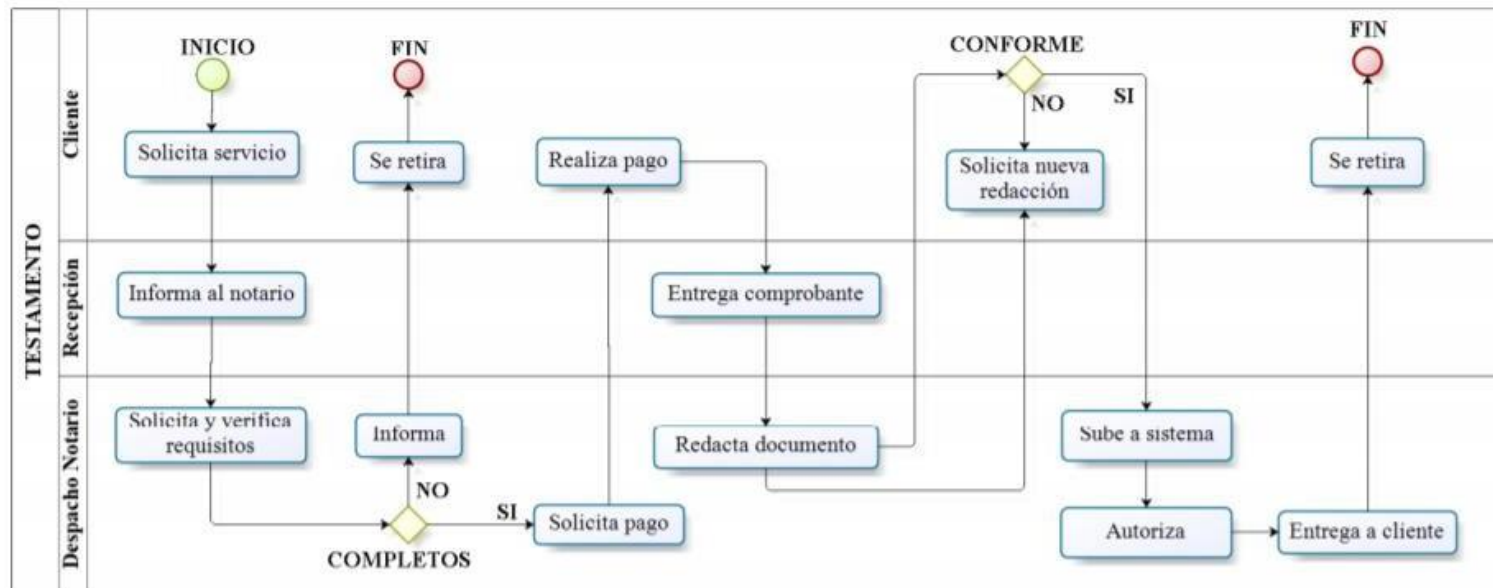 TESTAMENTO
Cliente
INICIO
FIN
CONFORME
FIN
NO
SI
Solicita servicio
Se retira
Realiza pago
Solicita nueva
redacción
Se retira
Recepción
Informa al notario
Entrega comprobante
Despacho Notario
Solicita y verifica
requisitos
Informa
Redacta documento
Sube a sistema
NO
SI
Solicita pago
Autoriza
Entrega a cliente
COMPLETOS